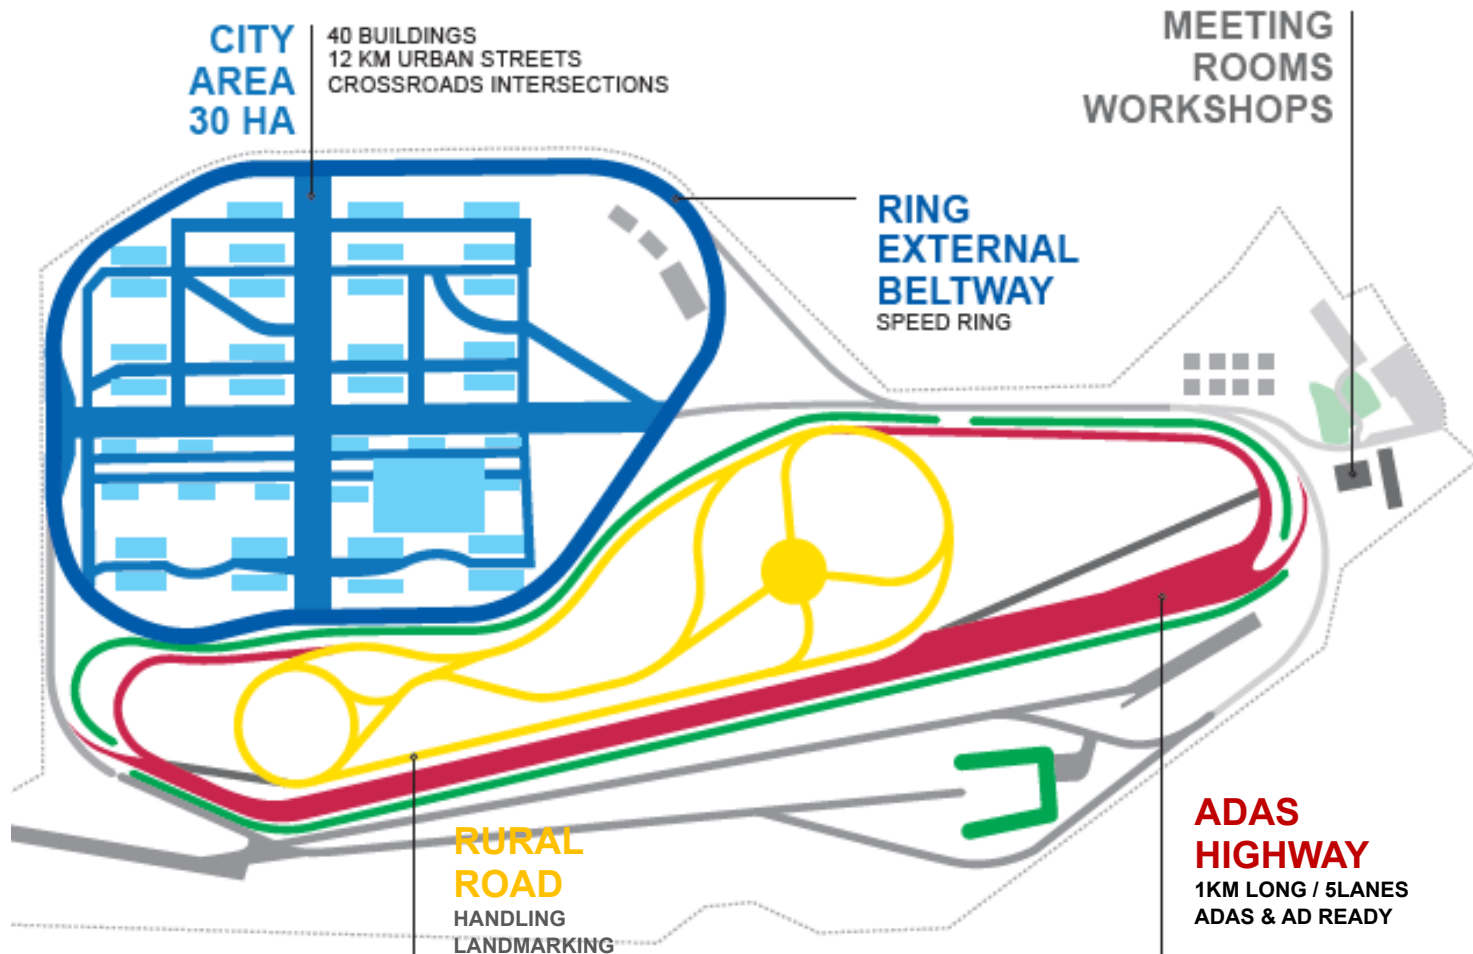 CITY
AREA
30 HA
40 BUILDINGS
12 KM URBAN STREETS
CROSSROADS INTERSECTIONS
MEETING
ROOMS
WORKSHOPS
RING
EXTERNAL
BELTWAY
SPEED RING
RURAL
ROAD
HANDLING
LANDMARKING
ADAS
HIGHWAY
1KM LONG / 5LANES
ADAS & AD READY